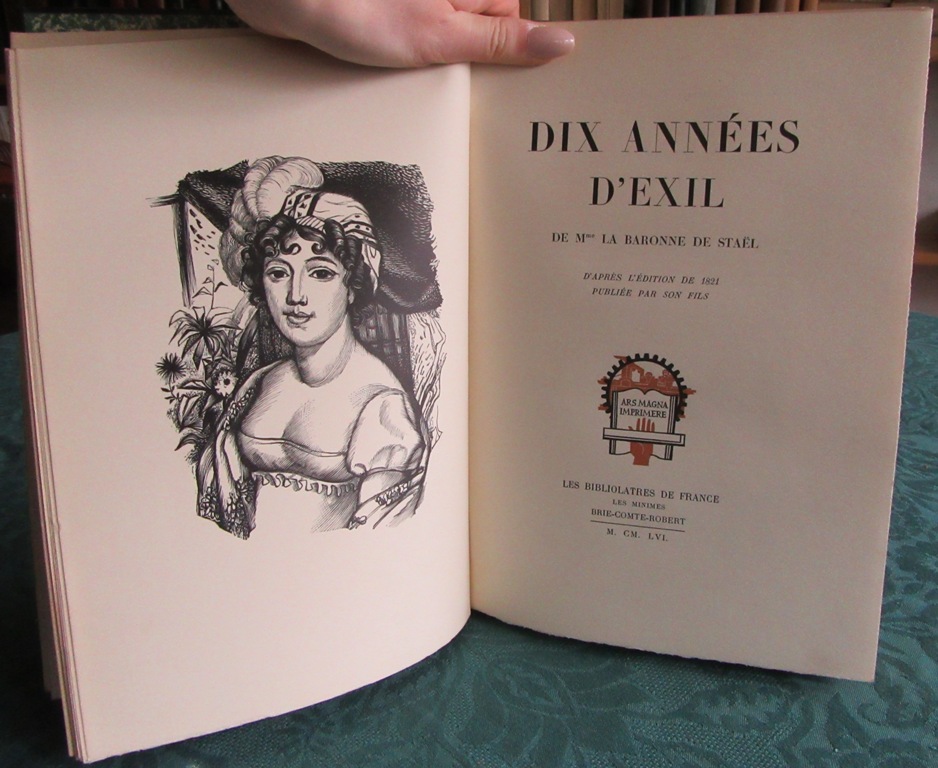 DIX ANNÉES
D'EXIL
DE Mme LA BARONNE DE STAËL
D'APRÈS L'ÉDITION DE 1821
PUBLIÉE PAR SON FILS
ARS MAGNA
IMPRIMERE
LES BIBLIOLATRES DE FRANCE
LES MINIMES
BRIE-COMTE-ROBERT
M. CM. LVI.